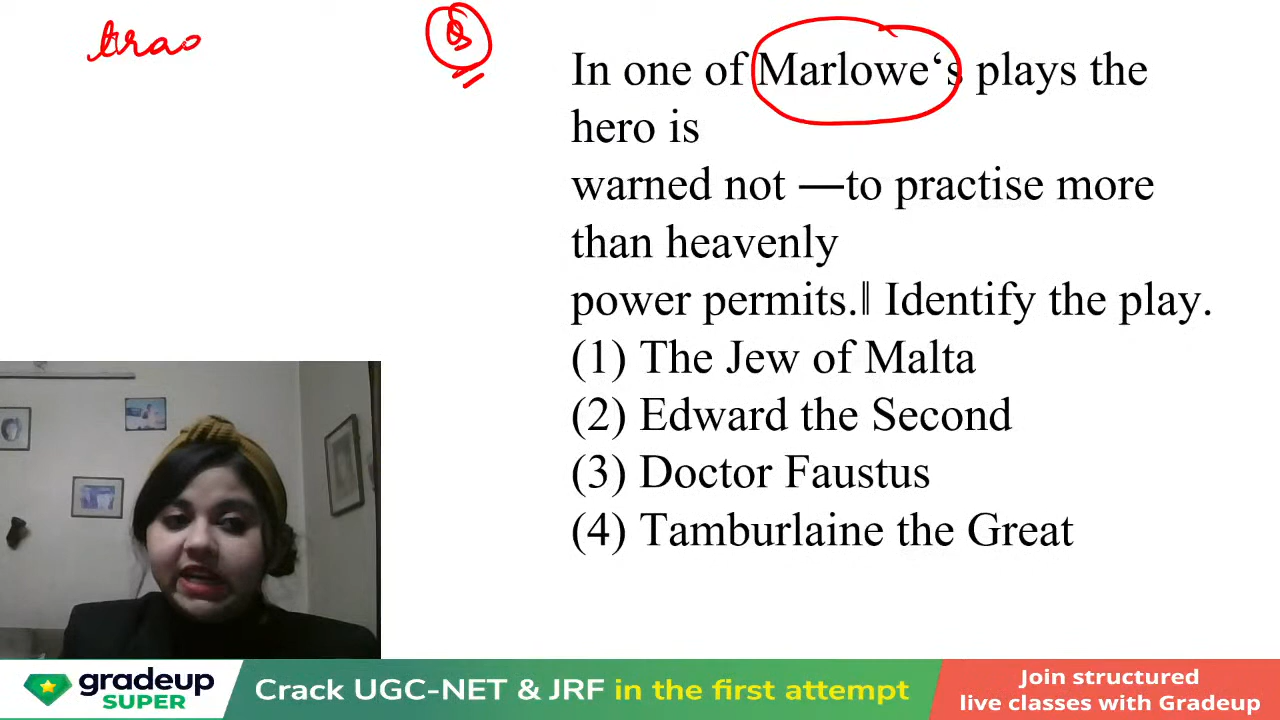 In one of Marlowe‘s plays the
hero is
warned not ―to practise more
than heavenly
power permits.‖ Identify the play.
(1) The Jew of Malta
(2) Edward the Second
(3) Doctor Faustus
(4) Tamburlaine the Great
gradeup
SUPER
Crack UGC-NET & JRF in the first attempt
Join structured
live classes with Gradeup